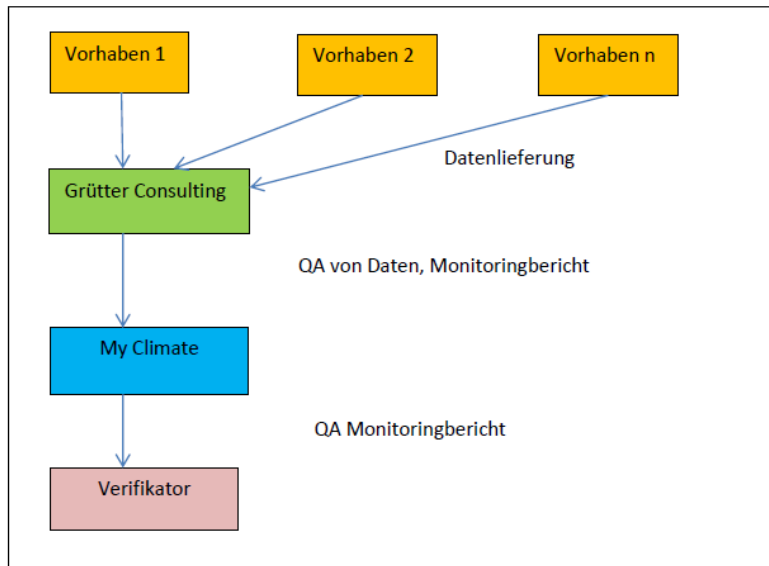 Vorhaben 1
Vorhaben 2
Vorhaben n
Datenlieferung
Grütter Consulting
QA von Daten, Monitoringbericht
My Climate
QA Monitoringbericht
Verifikator